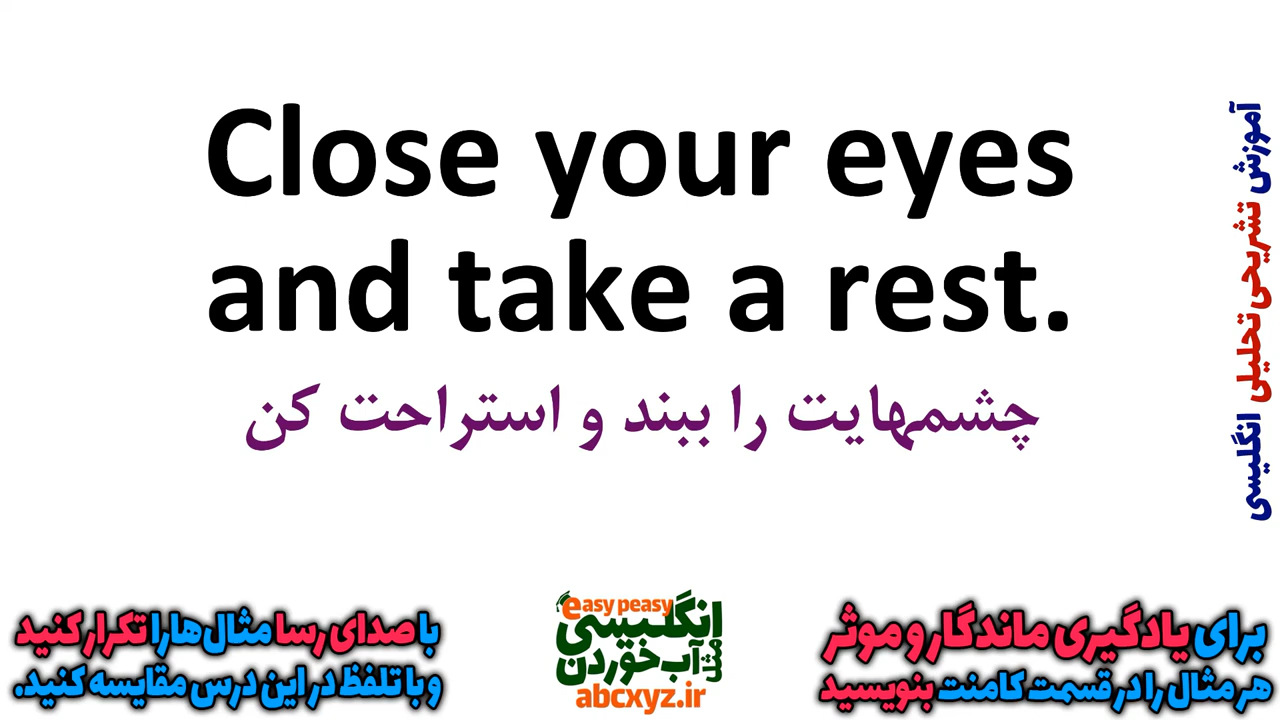 Close your eyes
and take a rest.
چشمهایت را ببند و استراحت کن
آموزش تشریحی تحلیلی انگلیسی
برای یادگیری ماندگار و موثر
هر مثال را در قسمت کامنت بنویسید
easy peasy
انگلیسی
مثل آب خوردن
abcxyz.ir
با صدای رسا مثال‌ها را تکرار کنید
و با تلفظ در این درس مقایسه کنید.